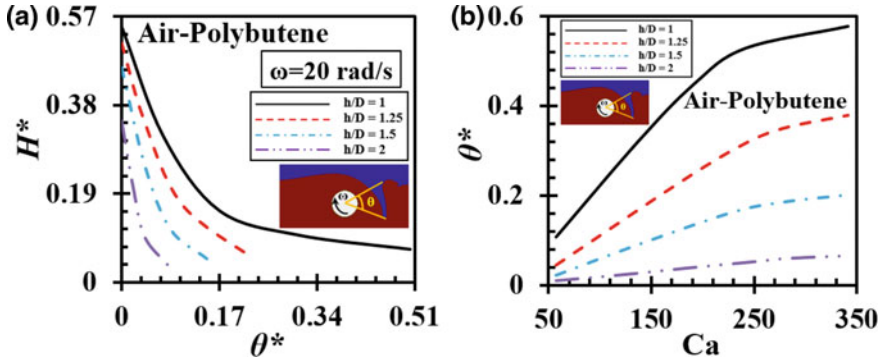 (a)
0.57
0.38
0.19
0
H*
Air-Polybutene
ω=20 rad/s
h/D = 1
h/D = 1.25
h/D = 1.5
h/D = 2
ω
θ
0
0.17
0.34
0.51
θ*
(b)
0.6
0.4
0.2
0
θ*
h/D = 1
h/D = 1.25
h/D = 1.5
h/D = 2
ω
θ
Air-Polybutene
50
150
250
350
Ca